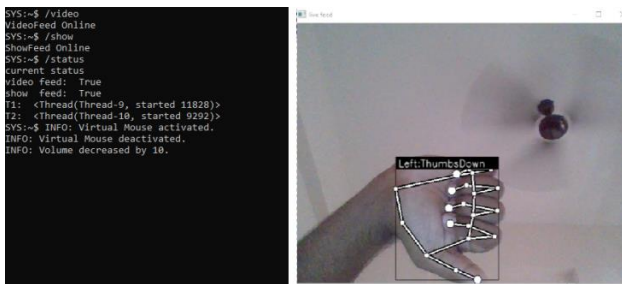 SYS:~$ /video
VideoFeed Online
SYS:~$ /show
ShowFeed Online
SYS:~$ /status
current status
video feed:  True
show  feed:  True
T1:  <Thread(Thread-9, started 11828)>
T2:  <Thread(Thread-10, started 9292)>
SYS:~$ INFO: Virtual Mouse activated.
INFO: Virtual Mouse deactivated.
INFO: Volume decreased by 10.
live feed
Left:ThumbsDown